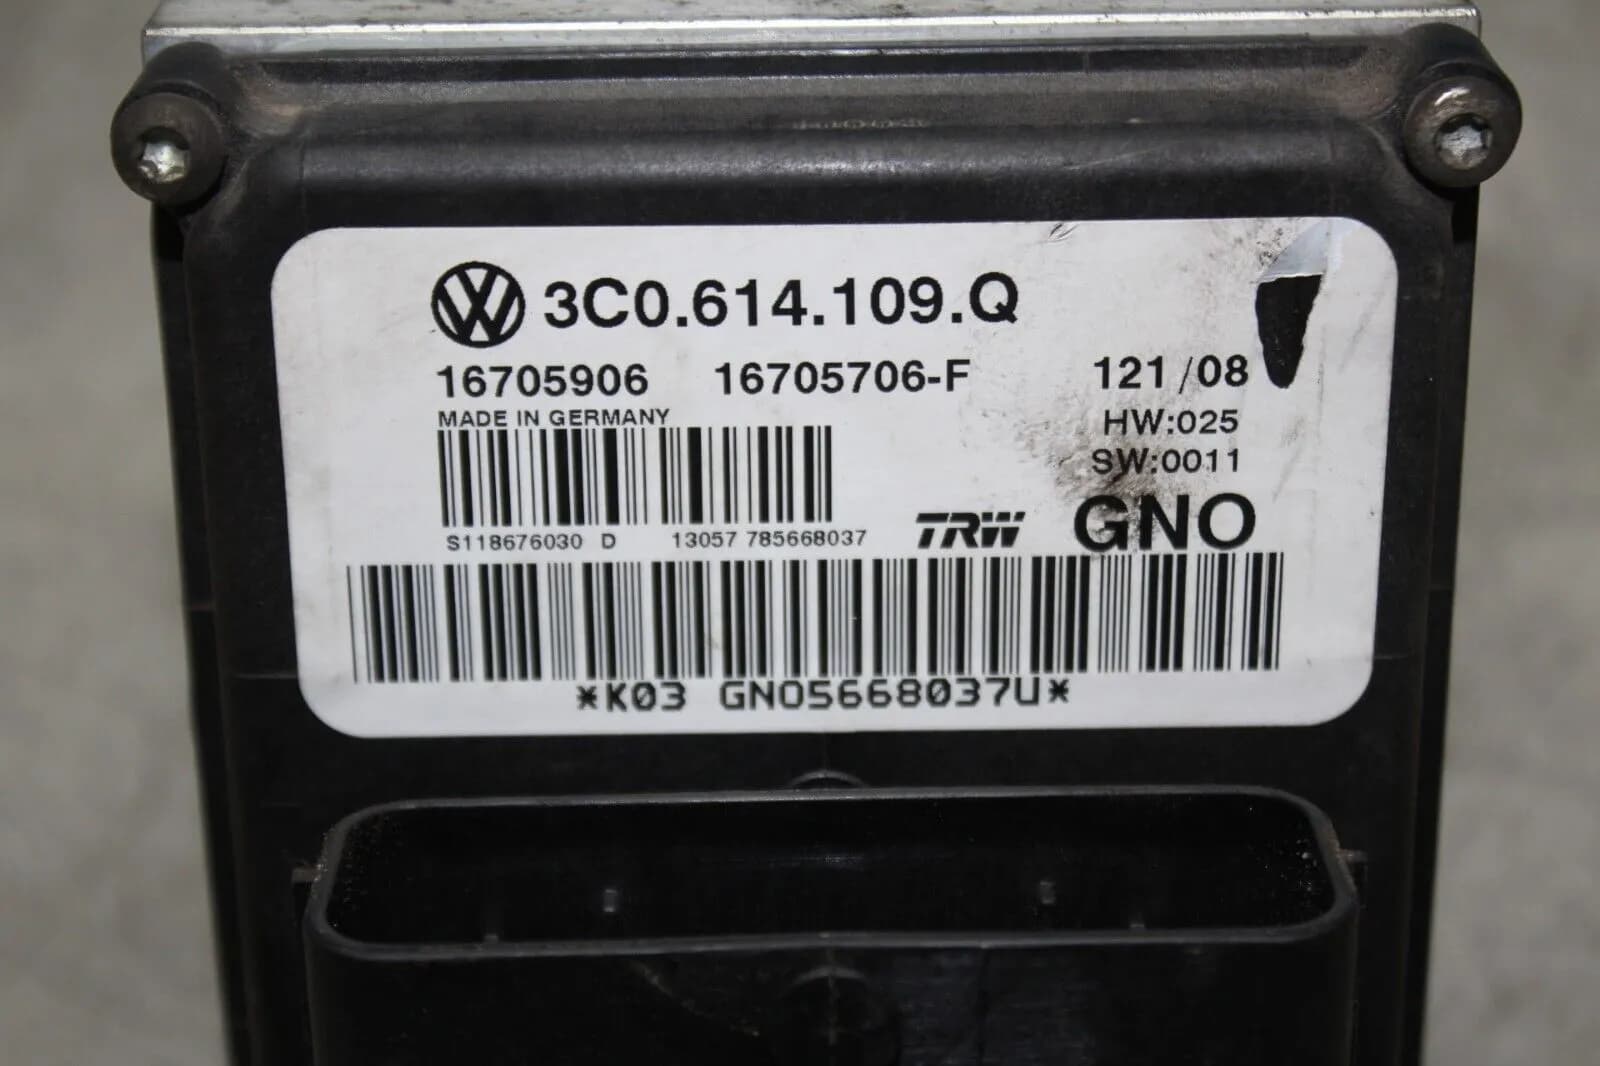 3C0.614.109.Q
16705906 16705706-F 121/08
MADE IN GERMANY HW:025
SW:0011
S118676030 D 13057 785668037 TRW GNO
*K03 GNO5668037U*